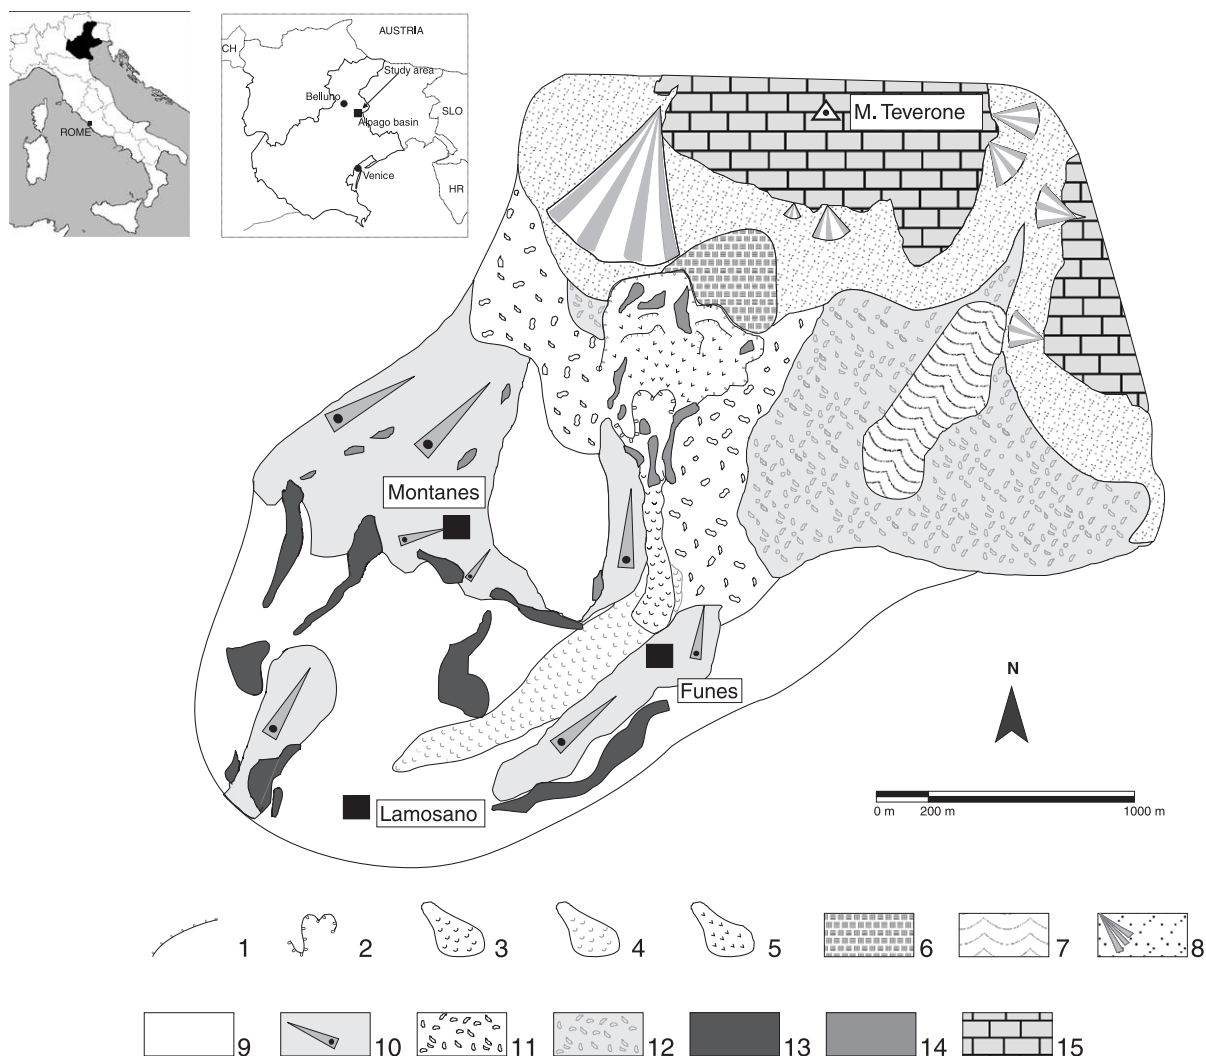 AUSTRIA
CH
Study area
Belluno
SLO
Alpago basin
ROME
Venice
HR
M. Teverone
Montanes
Funes
N
Lamosano
0 m 200 m 1000 m
1 2 3 4 5 6 7 8
9 10 11 12 13 14 15